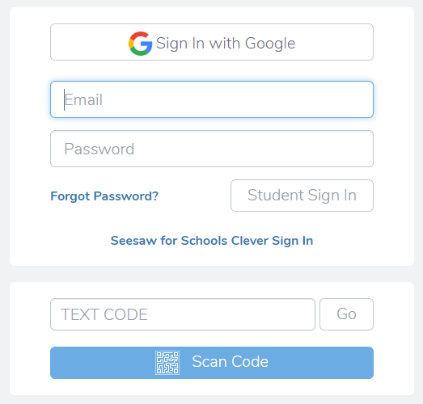 Sign In with Google
Email
Password
Forgot Password?
Student Sign In
Seesaw for Schools Clever Sign In
TEXT CODE
Go
Scan Code